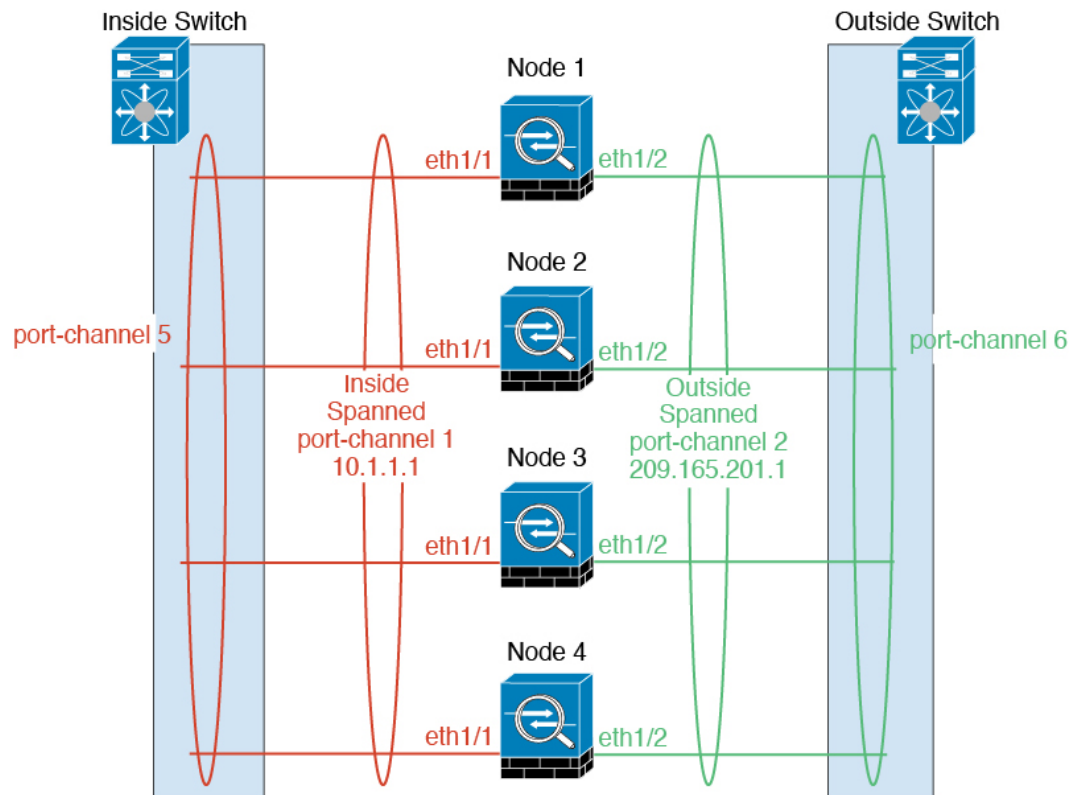 Inside Switch
Outside Switch
Node 1
eth1/1
eth1/2
Node 2
port-channel 5
eth1/1
eth1/2
port-channel 6
Inside
Spanned
port-channel 1
10.1.1.1
Outside
Spanned
port-channel 2
209.165.201.1
Node 3
eth1/1
eth1/2
Node 4
eth1/1
eth1/2